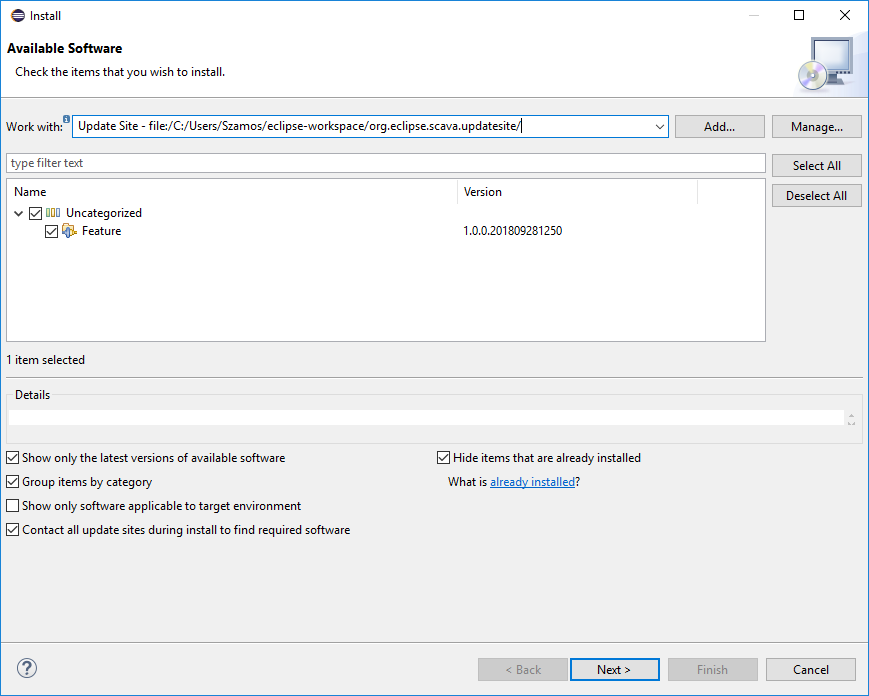 Install
Available Software
Check the items that you wish to install.
Work with: Update Site - file:/C:/Users/Szamos/eclipse-workspace/org.eclipse.scava.updatesite/ Add... Manage...
type filter text Select All
Name Version Deselect All
Uncategorized
Feature 1.0.0.201809281250
1 item selected
Details
Show only the latest versions of available software Hide items that are already installed
Group items by category What is already installed?
Show only software applicable to target environment
Contact all update sites during install to find required software
? < Back Next > Finish Cancel